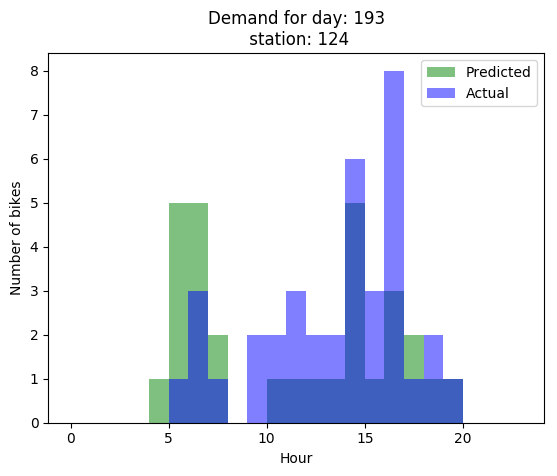 Demand for day: 193
station: 124
Predicted
Actual
Number of bikes
8
7
6
5
4
3
2
1
0
0 5 10 15 20
Hour